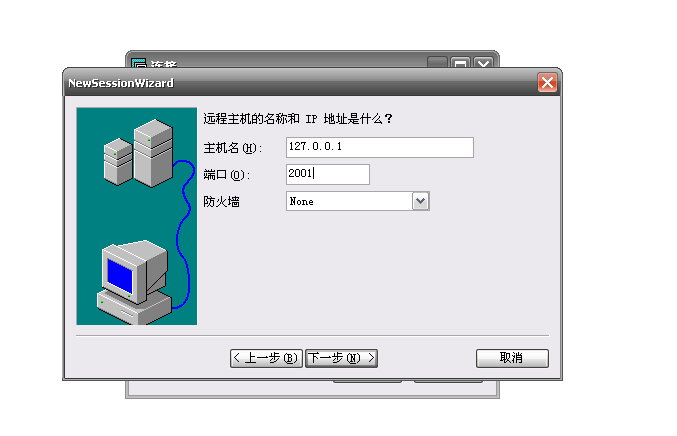 连接
NewSessionWizard
远程主机的名称和 IP 地址是什么?
主机名(H): 127.0.0.1
端口(O): 2001
防火墙 None
< 上一步(B) 下一步(N) > 取消